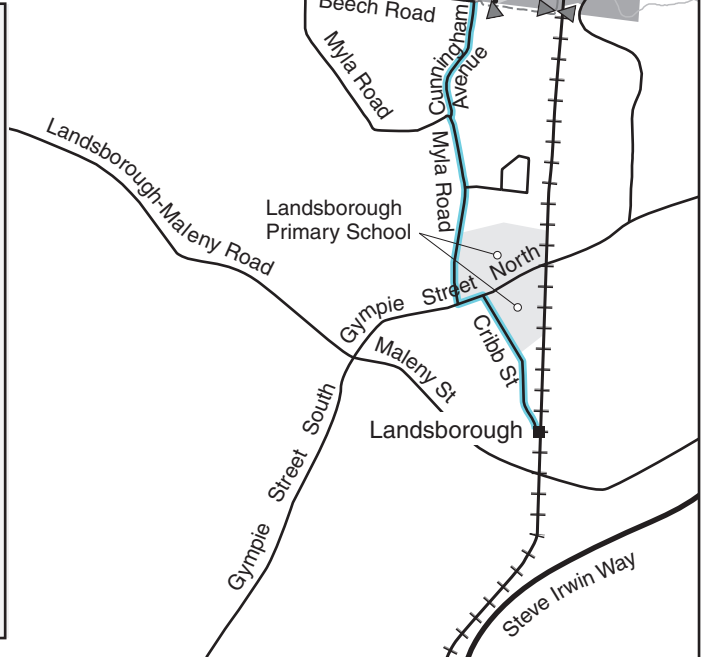 Beech Road
Cunningham
Avenue
Myla Road
Landsborough-Maleny Road
Myla Road
Landsborough
Primary School
Gympie Street North
Maleny St
Cribb St
Landsborough
Gympie Street South
Steve Irwin Way